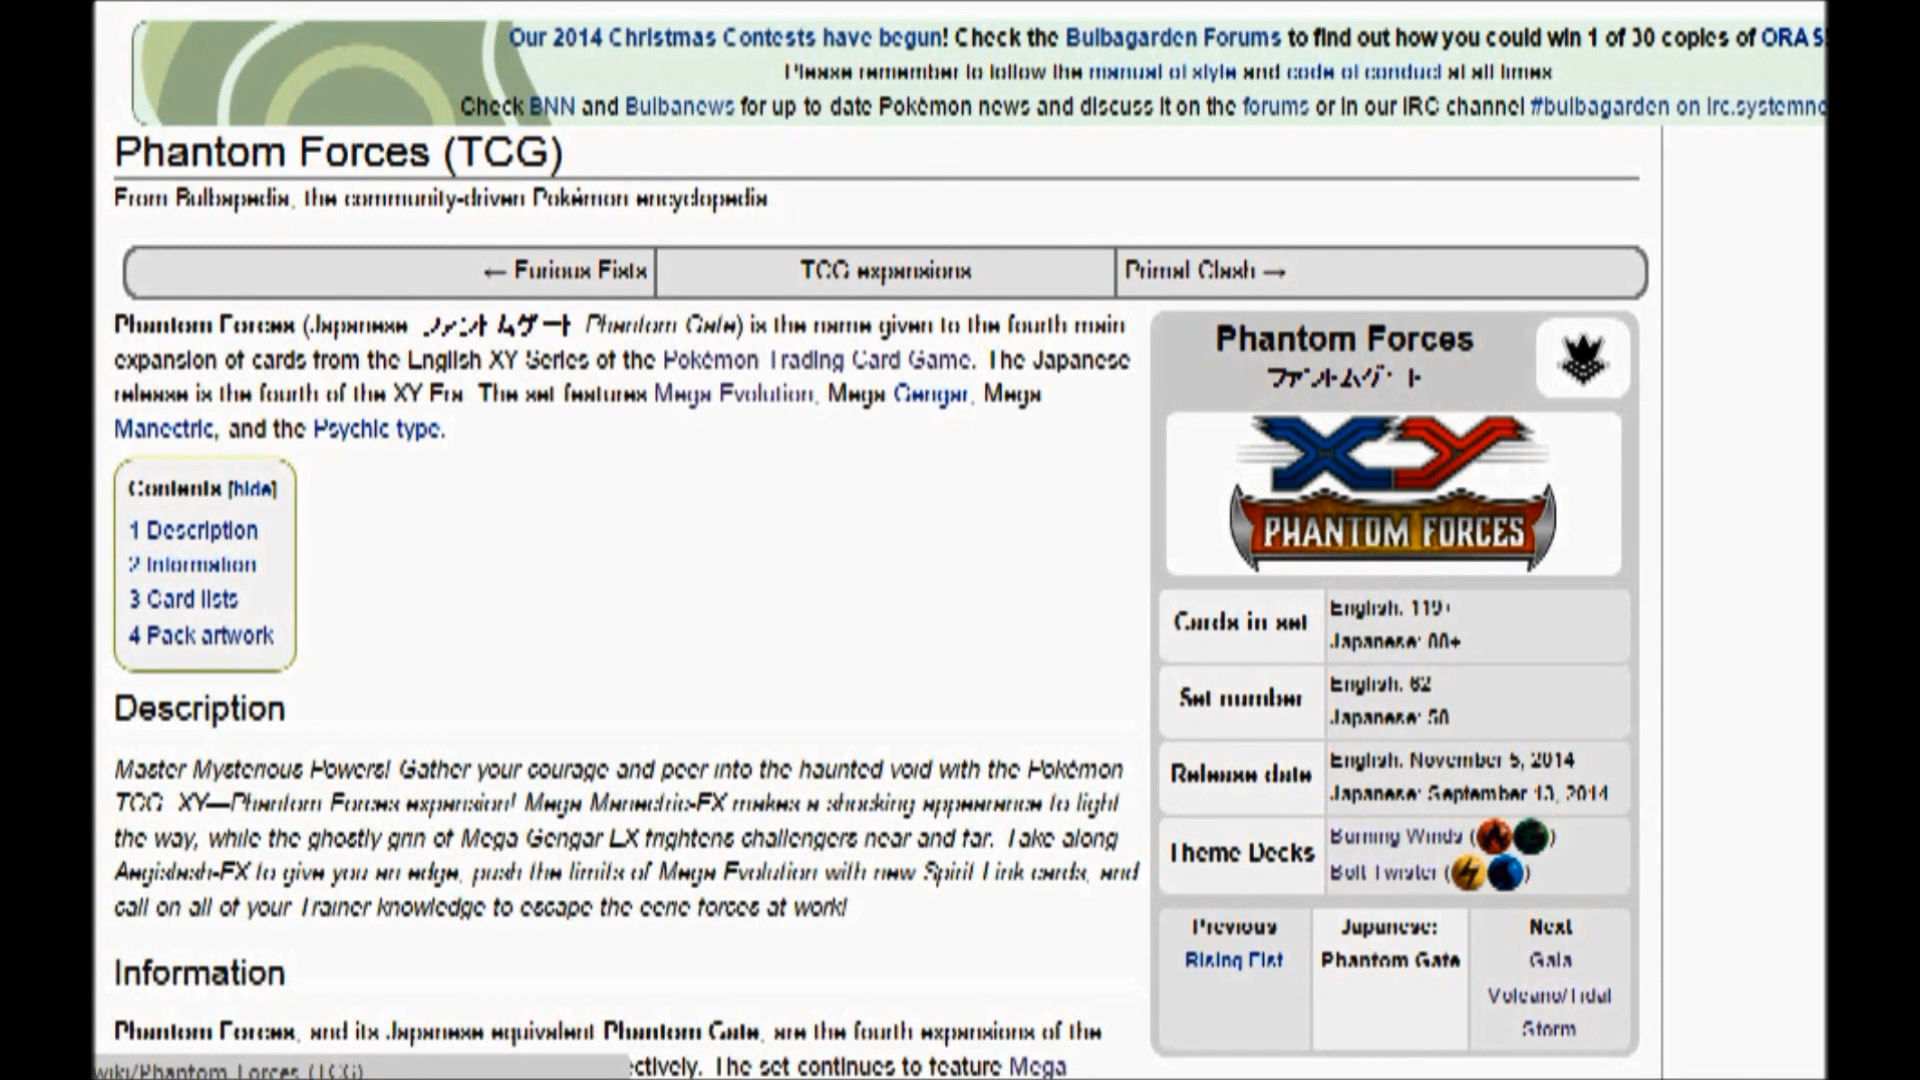 Our 2014 Christmas Contests have begun! Check the Bulbagarden Forums to find out how you could win 1 of 30 copies of ORAS
Please remember to follow the manual of style and code of conduct at all times
Check BNN and Bulbanews for up to date Pokémon news and discuss it on the forums or in our IRC channel #bulbagarden on irc.systemnc
Phantom Forces (TCG)
From Bulbapedia, the community-driven Pokémon encyclopedia
← Furious Fists TCG expansions Primal Clash →
Phantom Forces (Japanese ファントムゲート Phantom Gate) is the name given to the fourth main
expansion of cards from the English XY Series of the Pokémon Trading Card Game. The Japanese
release is the fourth of the XY Era. The set features Mega Evolution, Mega Gengar, Mega
Manectric, and the Psychic type.
Contents [hide]
1 Description
2 Information
3 Card lists
4 Pack artwork
Description
Master Mysterious Powers! Gather your courage and peer into the haunted void with the Pokémon
TCG: XY—Phantom Forces expansion! Mega Manectric-EX makes a shocking appearance to light
the way, while the ghostly grin of Mega Gengar-EX frightens challengers near and far. Take along
Aegislash-EX to give you an edge, push the limits of Mega Evolution with new Spirit Link cards, and
call on all of your Trainer knowledge to escape the eerie forces at work!
Information
Phantom Forces, and its Japanese equivalent Phantom Gate, are the fourth expansions of the
ectively. The set continues to feature Mega
wiki/Phantom_Forces_(TCG)
Phantom Forces
ファントムゲート
XY
PHANTOM FORCES
Cards in set
English: 119+
Japanese:
Set number
English: 62
Japanese:
Release date
English: November 5, 2014
Japanese: September 13, 2014
Theme Decks
Burning Winds ( )
Bolt Twister ( )
Previous
Rising Fist
Japanese:
Phantom Gate
Next
Gaia
Volcano/Tidal
Storm